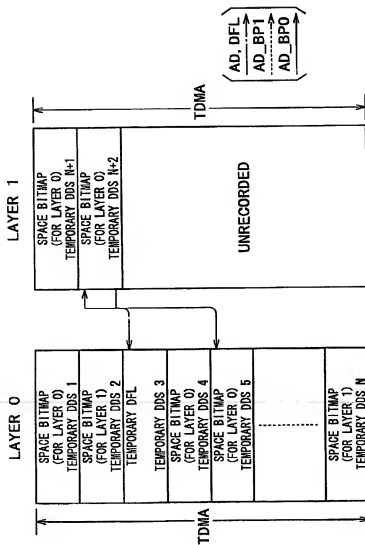 LAYER 0
SPACE BITMAP
(FOR LAYER 0)
TEMPORARY DDS 1
SPACE BITMAP
(FOR LAYER 1)
TEMPORARY DDS 2
TEMPORARY DFL
TEMPORARY DDS 3
SPACE BITMAP
(FOR LAYER 0)
TEMPORARY DDS 4
SPACE BITMAP
(FOR LAYER 0)
TEMPORARY DDS 5
SPACE BITMAP
(FOR LAYER 1)
TEMPORARY DDS N
TDMA
LAYER 1
SPACE BITMAP
(FOR LAYER 0)
TEMPORARY DDS N+1
SPACE BITMAP
(FOR LAYER 0)
TEMPORARY DDS N+2
UNRECORDED
TDMA
AD, DFL
AD_BP1
AD_BP0